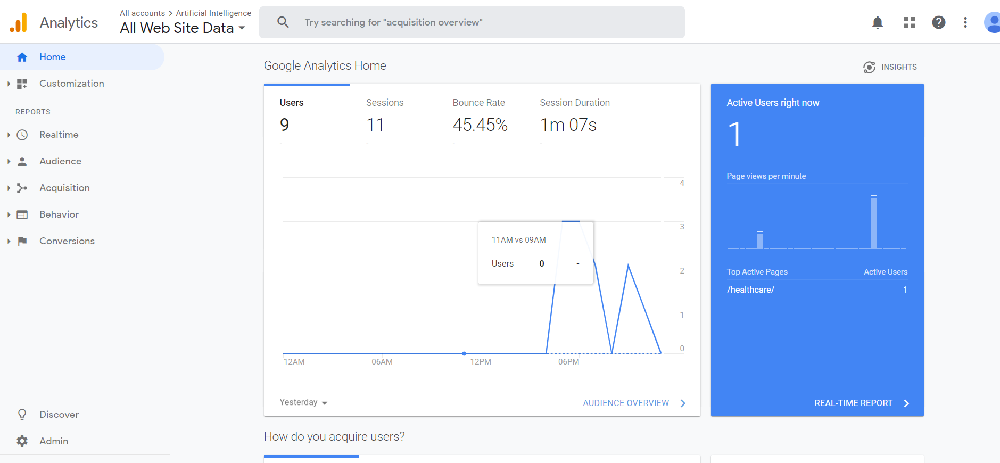 Analytics
All accounts > Artificial Intelligence
All Web Site Data
Try searching for "acquisition overview"
Home
Customization
REPORTS
Realtime
Audience
Acquisition
Behavior
Conversions
Discover
Admin
Google Analytics Home
INSIGHTS
Users
9
-
Sessions
11
-
Bounce Rate
45.45%
-
Session Duration
1m 07s
-
4
3
2
1
0
11AM vs 09AM
Users 0 -
12AM 06AM 12PM 06PM
Yesterday
AUDIENCE OVERVIEW
Active Users right now
1
Page views per minute
Top Active Pages Active Users
/healthcare/ 1
REAL-TIME REPORT
How do you acquire users?